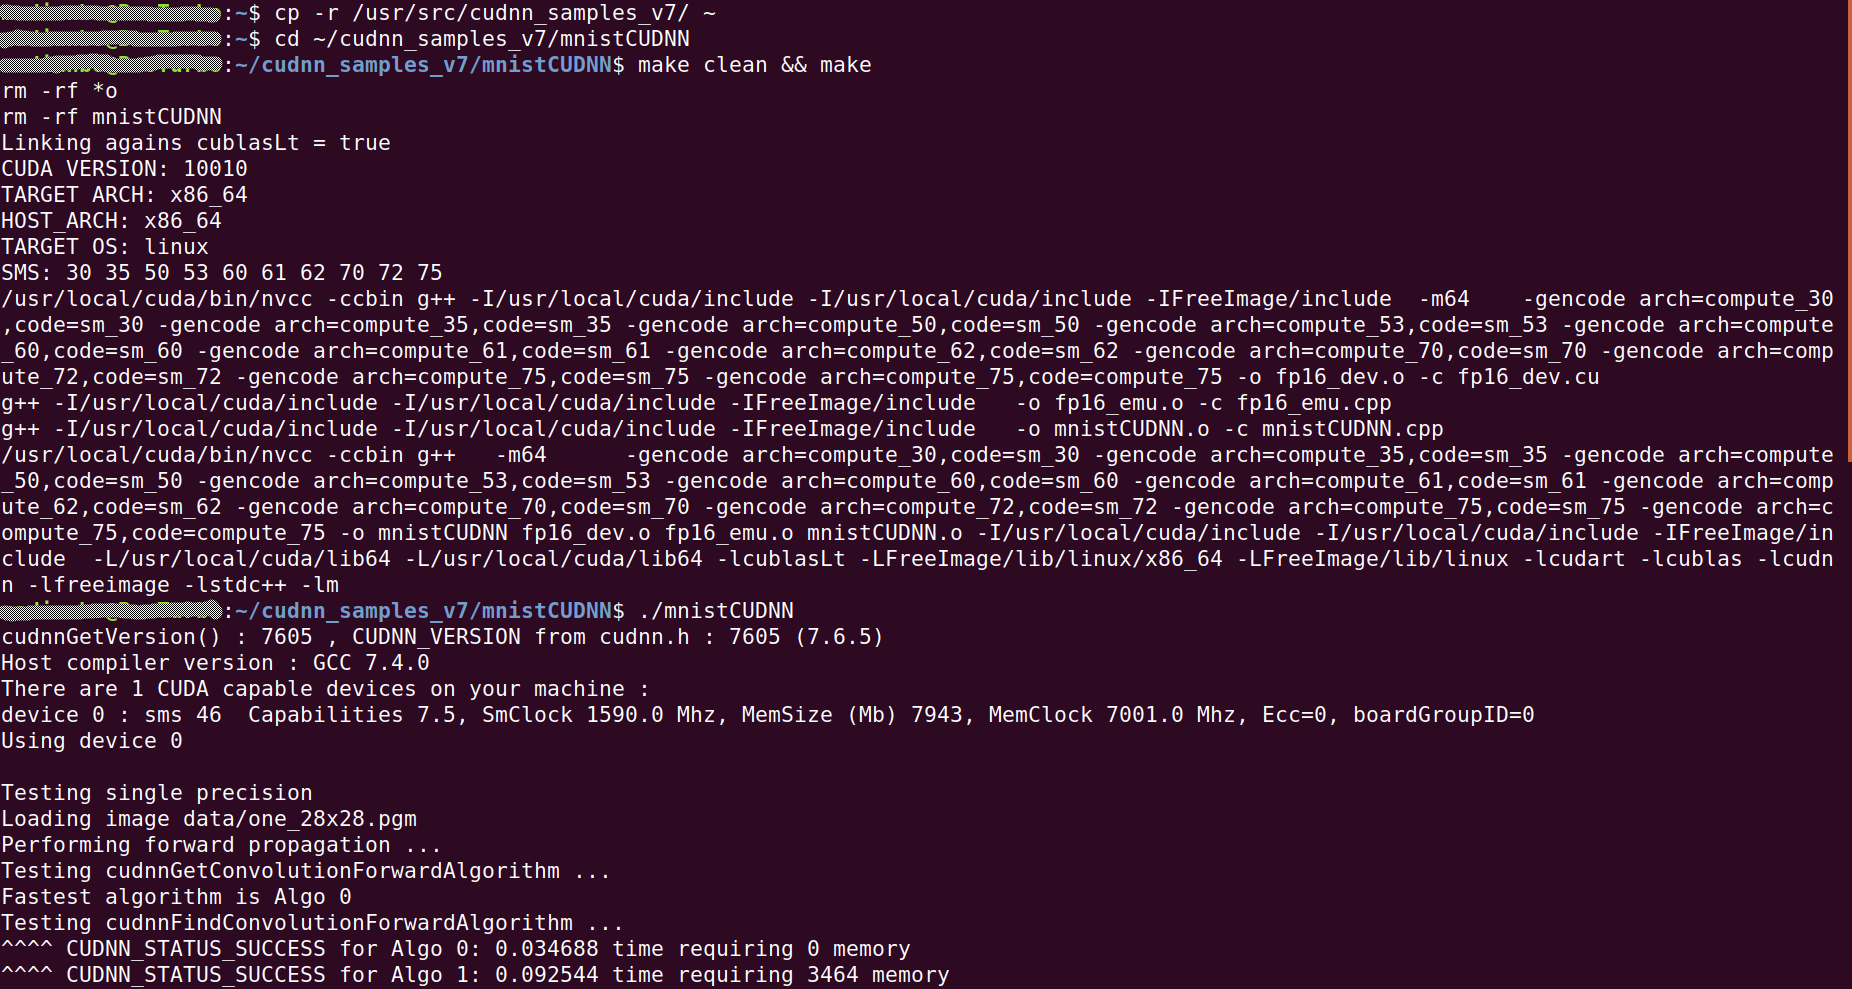 :~$ cp -r /usr/src/cudnn_samples_v7/ ~
:~$ cd ~/cudnn_samples_v7/mnistCUDNN
:~/cudnn_samples_v7/mnistCUDNN$ make clean && make
rm -rf *o
rm -rf mnistCUDNN
Linking agains cublasLt = true
CUDA VERSION: 10010
TARGET ARCH: x86_64
HOST_ARCH: x86_64
TARGET OS: linux
SMS: 30 35 50 53 60 61 62 70 72 75
/usr/local/cuda/bin/nvcc -ccbin g++ -I/usr/local/cuda/include -I/usr/local/cuda/include -IFreeImage/include  -m64    -gencode arch=compute_30
,code=sm_30 -gencode arch=compute_35,code=sm_35 -gencode arch=compute_50,code=sm_50 -gencode arch=compute_53,code=sm_53 -gencode arch=compute
_60,code=sm_60 -gencode arch=compute_61,code=sm_61 -gencode arch=compute_62,code=sm_62 -gencode arch=compute_70,code=sm_70 -gencode arch=comp
ute_72,code=sm_72 -gencode arch=compute_75,code=sm_75 -gencode arch=compute_75,code=compute_75 -o fp16_dev.o -c fp16_dev.cu
g++ -I/usr/local/cuda/include -I/usr/local/cuda/include -IFreeImage/include   -o fp16_emu.o -c fp16_emu.cpp
g++ -I/usr/local/cuda/include -I/usr/local/cuda/include -IFreeImage/include   -o mnistCUDNN.o -c mnistCUDNN.cpp
/usr/local/cuda/bin/nvcc -ccbin g++   -m64      -gencode arch=compute_30,code=sm_30 -gencode arch=compute_35,code=sm_35 -gencode arch=compute
_50,code=sm_50 -gencode arch=compute_53,code=sm_53 -gencode arch=compute_60,code=sm_60 -gencode arch=compute_61,code=sm_61 -gencode arch=comp
ute_62,code=sm_62 -gencode arch=compute_70,code=sm_70 -gencode arch=compute_72,code=sm_72 -gencode arch=compute_75,code=sm_75 -gencode arch=c
ompute_75,code=compute_75 -o mnistCUDNN fp16_dev.o fp16_emu.o mnistCUDNN.o -I/usr/local/cuda/include -I/usr/local/cuda/include -IFreeImage/in
clude  -L/usr/local/cuda/lib64 -L/usr/local/cuda/lib64 -lcublasLt -LFreeImage/lib/linux/x86_64 -LFreeImage/lib/linux -lcudart -lcublas -lcudn
n -lfreeimage -lstdc++ -lm
:~/cudnn_samples_v7/mnistCUDNN$ ./mnistCUDNN
cudnnGetVersion() : 7605 , CUDNN_VERSION from cudnn.h : 7605 (7.6.5)
Host compiler version : GCC 7.4.0
There are 1 CUDA capable devices on your machine :
device 0 : sms 46  Capabilities 7.5, SmClock 1590.0 Mhz, MemSize (Mb) 7943, MemClock 7001.0 Mhz, Ecc=0, boardGroupID=0
Using device 0

Testing single precision
Loading image data/one_28x28.pgm
Performing forward propagation ...
Testing cudnnGetConvolutionForwardAlgorithm ...
Fastest algorithm is Algo 0
Testing cudnnFindConvolutionForwardAlgorithm ...
^^^^ CUDNN_STATUS_SUCCESS for Algo 0: 0.034688 time requiring 0 memory
^^^^ CUDNN_STATUS_SUCCESS for Algo 1: 0.092544 time requiring 3464 memory